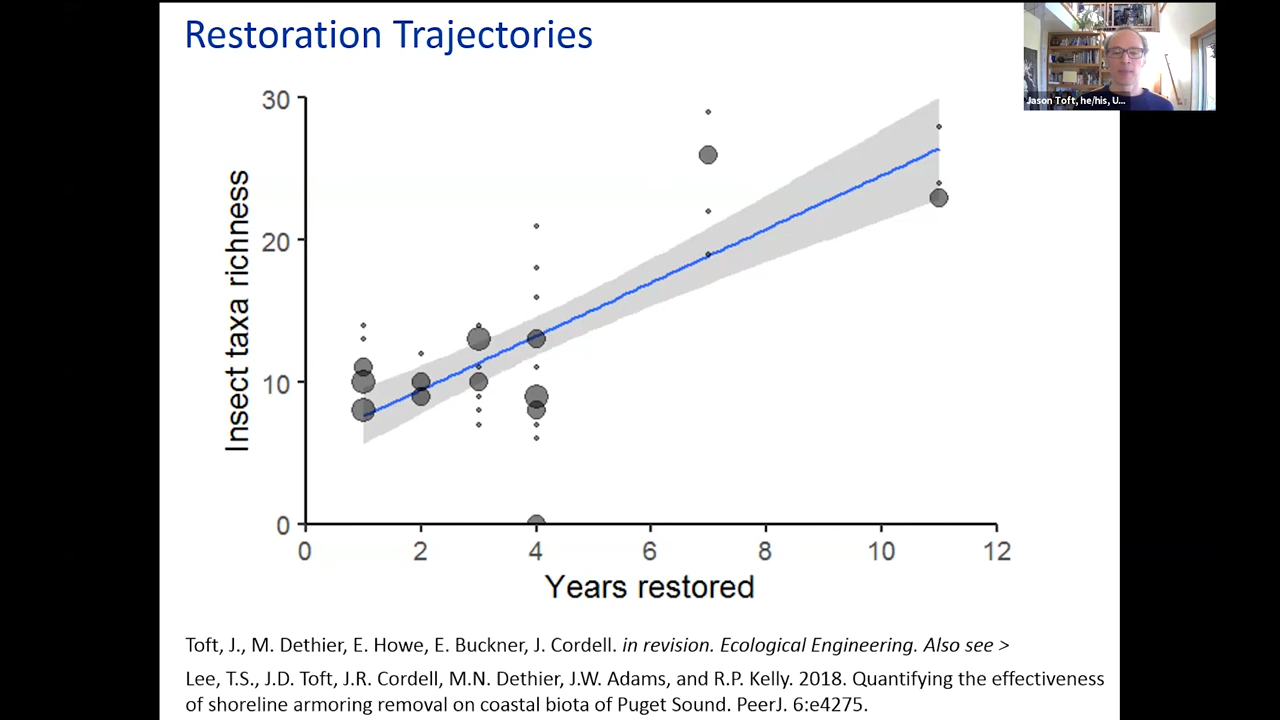 Restoration Trajectories
Jason Toft, he/his, U...
30
20
10
0
Insect taxa richness
0 2 4 6 8 10 12
Years restored
Toft, J., M. Dethier, E. Howe, E. Buckner, J. Cordell. in revision. Ecological Engineering. Also see >
Lee, T.S., J.D. Toft, J.R. Cordell, M.N. Dethier, J.W. Adams, and R.P. Kelly. 2018. Quantifying the effectiveness
of shoreline armoring removal on coastal biota of Puget Sound. PeerJ. 6:e4275.